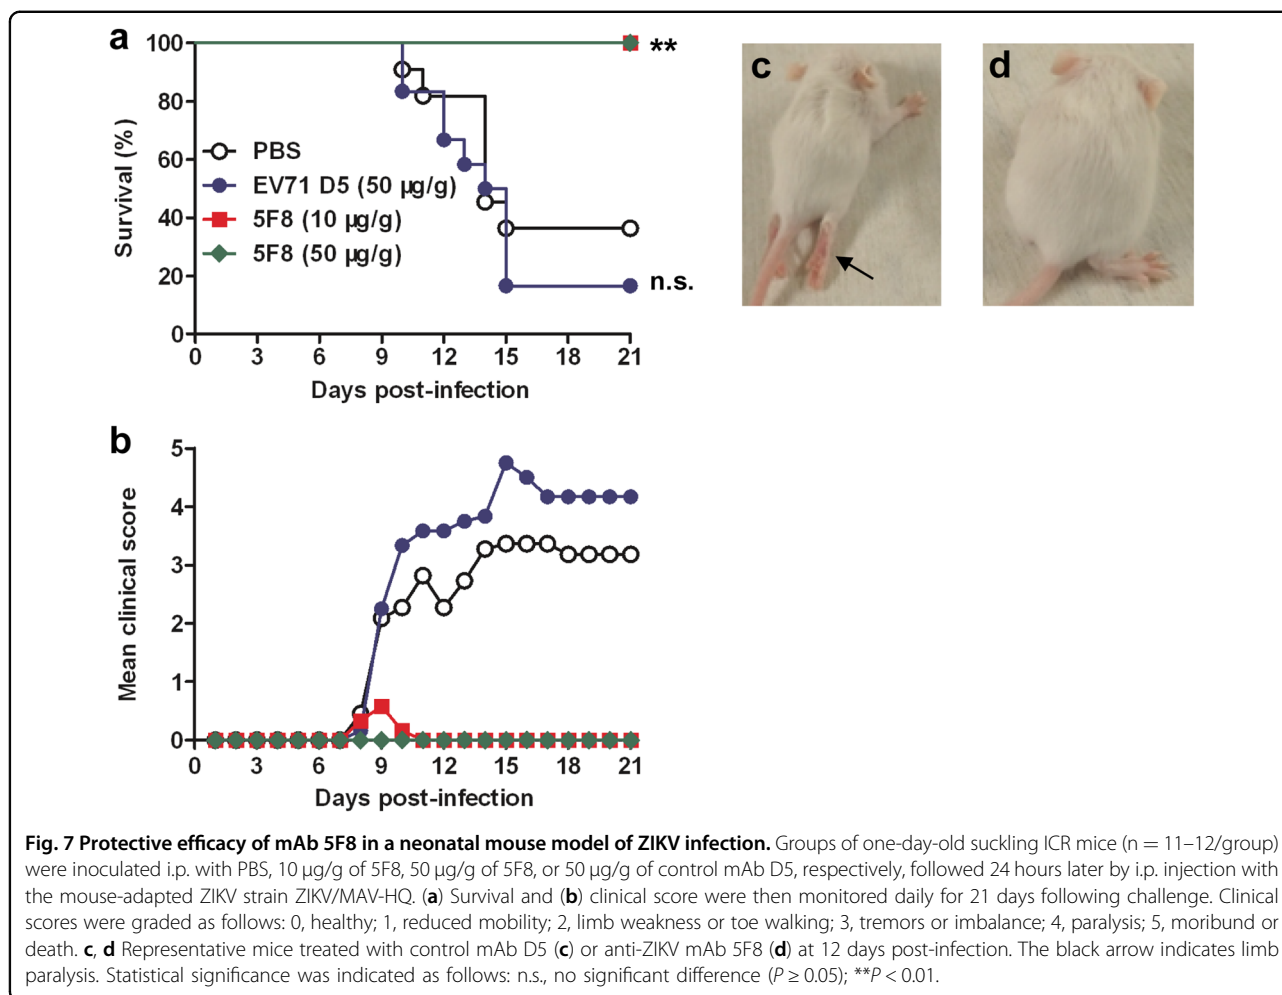 a
100
80
60
40
20
0
Survival (%)
PBS
EV71 D5 (50 µg/g)
5F8 (10 µg/g)
5F8 (50 µg/g)
**
n.s.
0 3 6 9 12 15 18 21
Days post-infection
c
d
b
5
4
3
2
1
0
Mean clinical score
0 3 6 9 12 15 18 21
Days post-infection
Fig. 7 Protective efficacy of mAb 5F8 in a neonatal mouse model of ZIKV infection. Groups of one-day-old suckling ICR mice (n = 11–12/group)
were inoculated i.p. with PBS, 10 µg/g of 5F8, 50 µg/g of 5F8, or 50 µg/g of control mAb D5, respectively, followed 24 hours later by i.p. injection with
the mouse-adapted ZIKV strain ZIKV/MAV-HQ. (a) Survival and (b) clinical score were then monitored daily for 21 days following challenge. Clinical
scores were graded as follows: 0, healthy; 1, reduced mobility; 2, limb weakness or toe walking; 3, tremors or imbalance; 4, paralysis; 5, moribund or
death. c, d Representative mice treated with control mAb D5 (c) or anti-ZIKV mAb 5F8 (d) at 12 days post-infection. The black arrow indicates limb
paralysis. Statistical significance was indicated as follows: n.s., no significant difference (P ≥ 0.05); **P < 0.01.